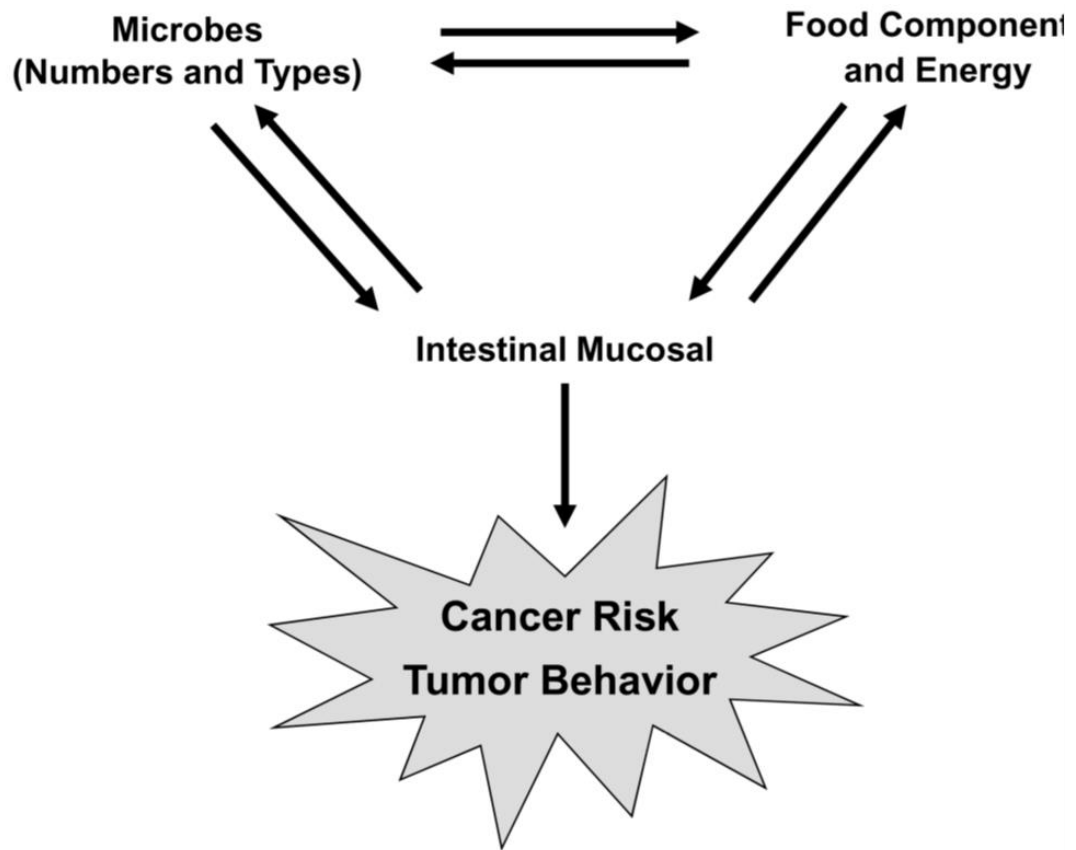 Microbes
(Numbers and Types)
Food Component
and Energy
Intestinal Mucosal
Cancer Risk
Tumor Behavior